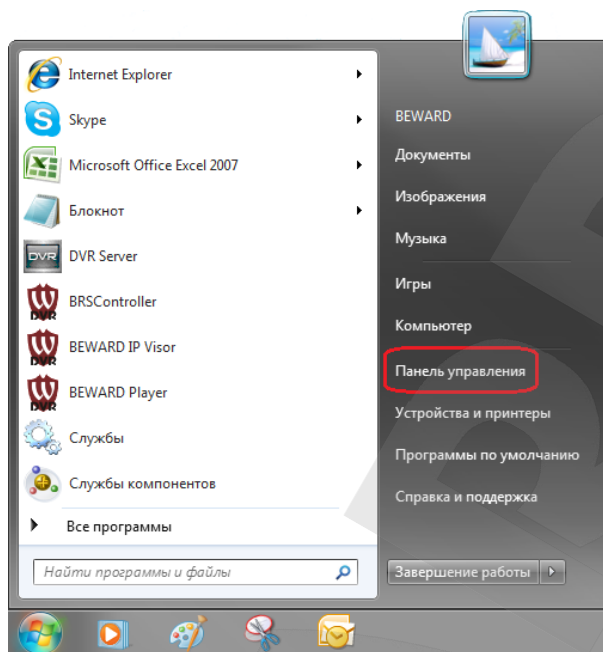 Internet Explorer
Skype
Microsoft Office Excel 2007
Блокнот
DVR Server
BRSController
BEWARD IP Visor
BEWARD Player
Службы
Службы компонентов
Все программы
Найти программы и файлы
BEWARD
Документы
Изображения
Музыка
Игры
Компьютер
Панель управления
Устройства и принтеры
Программы по умолчанию
Справка и поддержка
Завершение работы